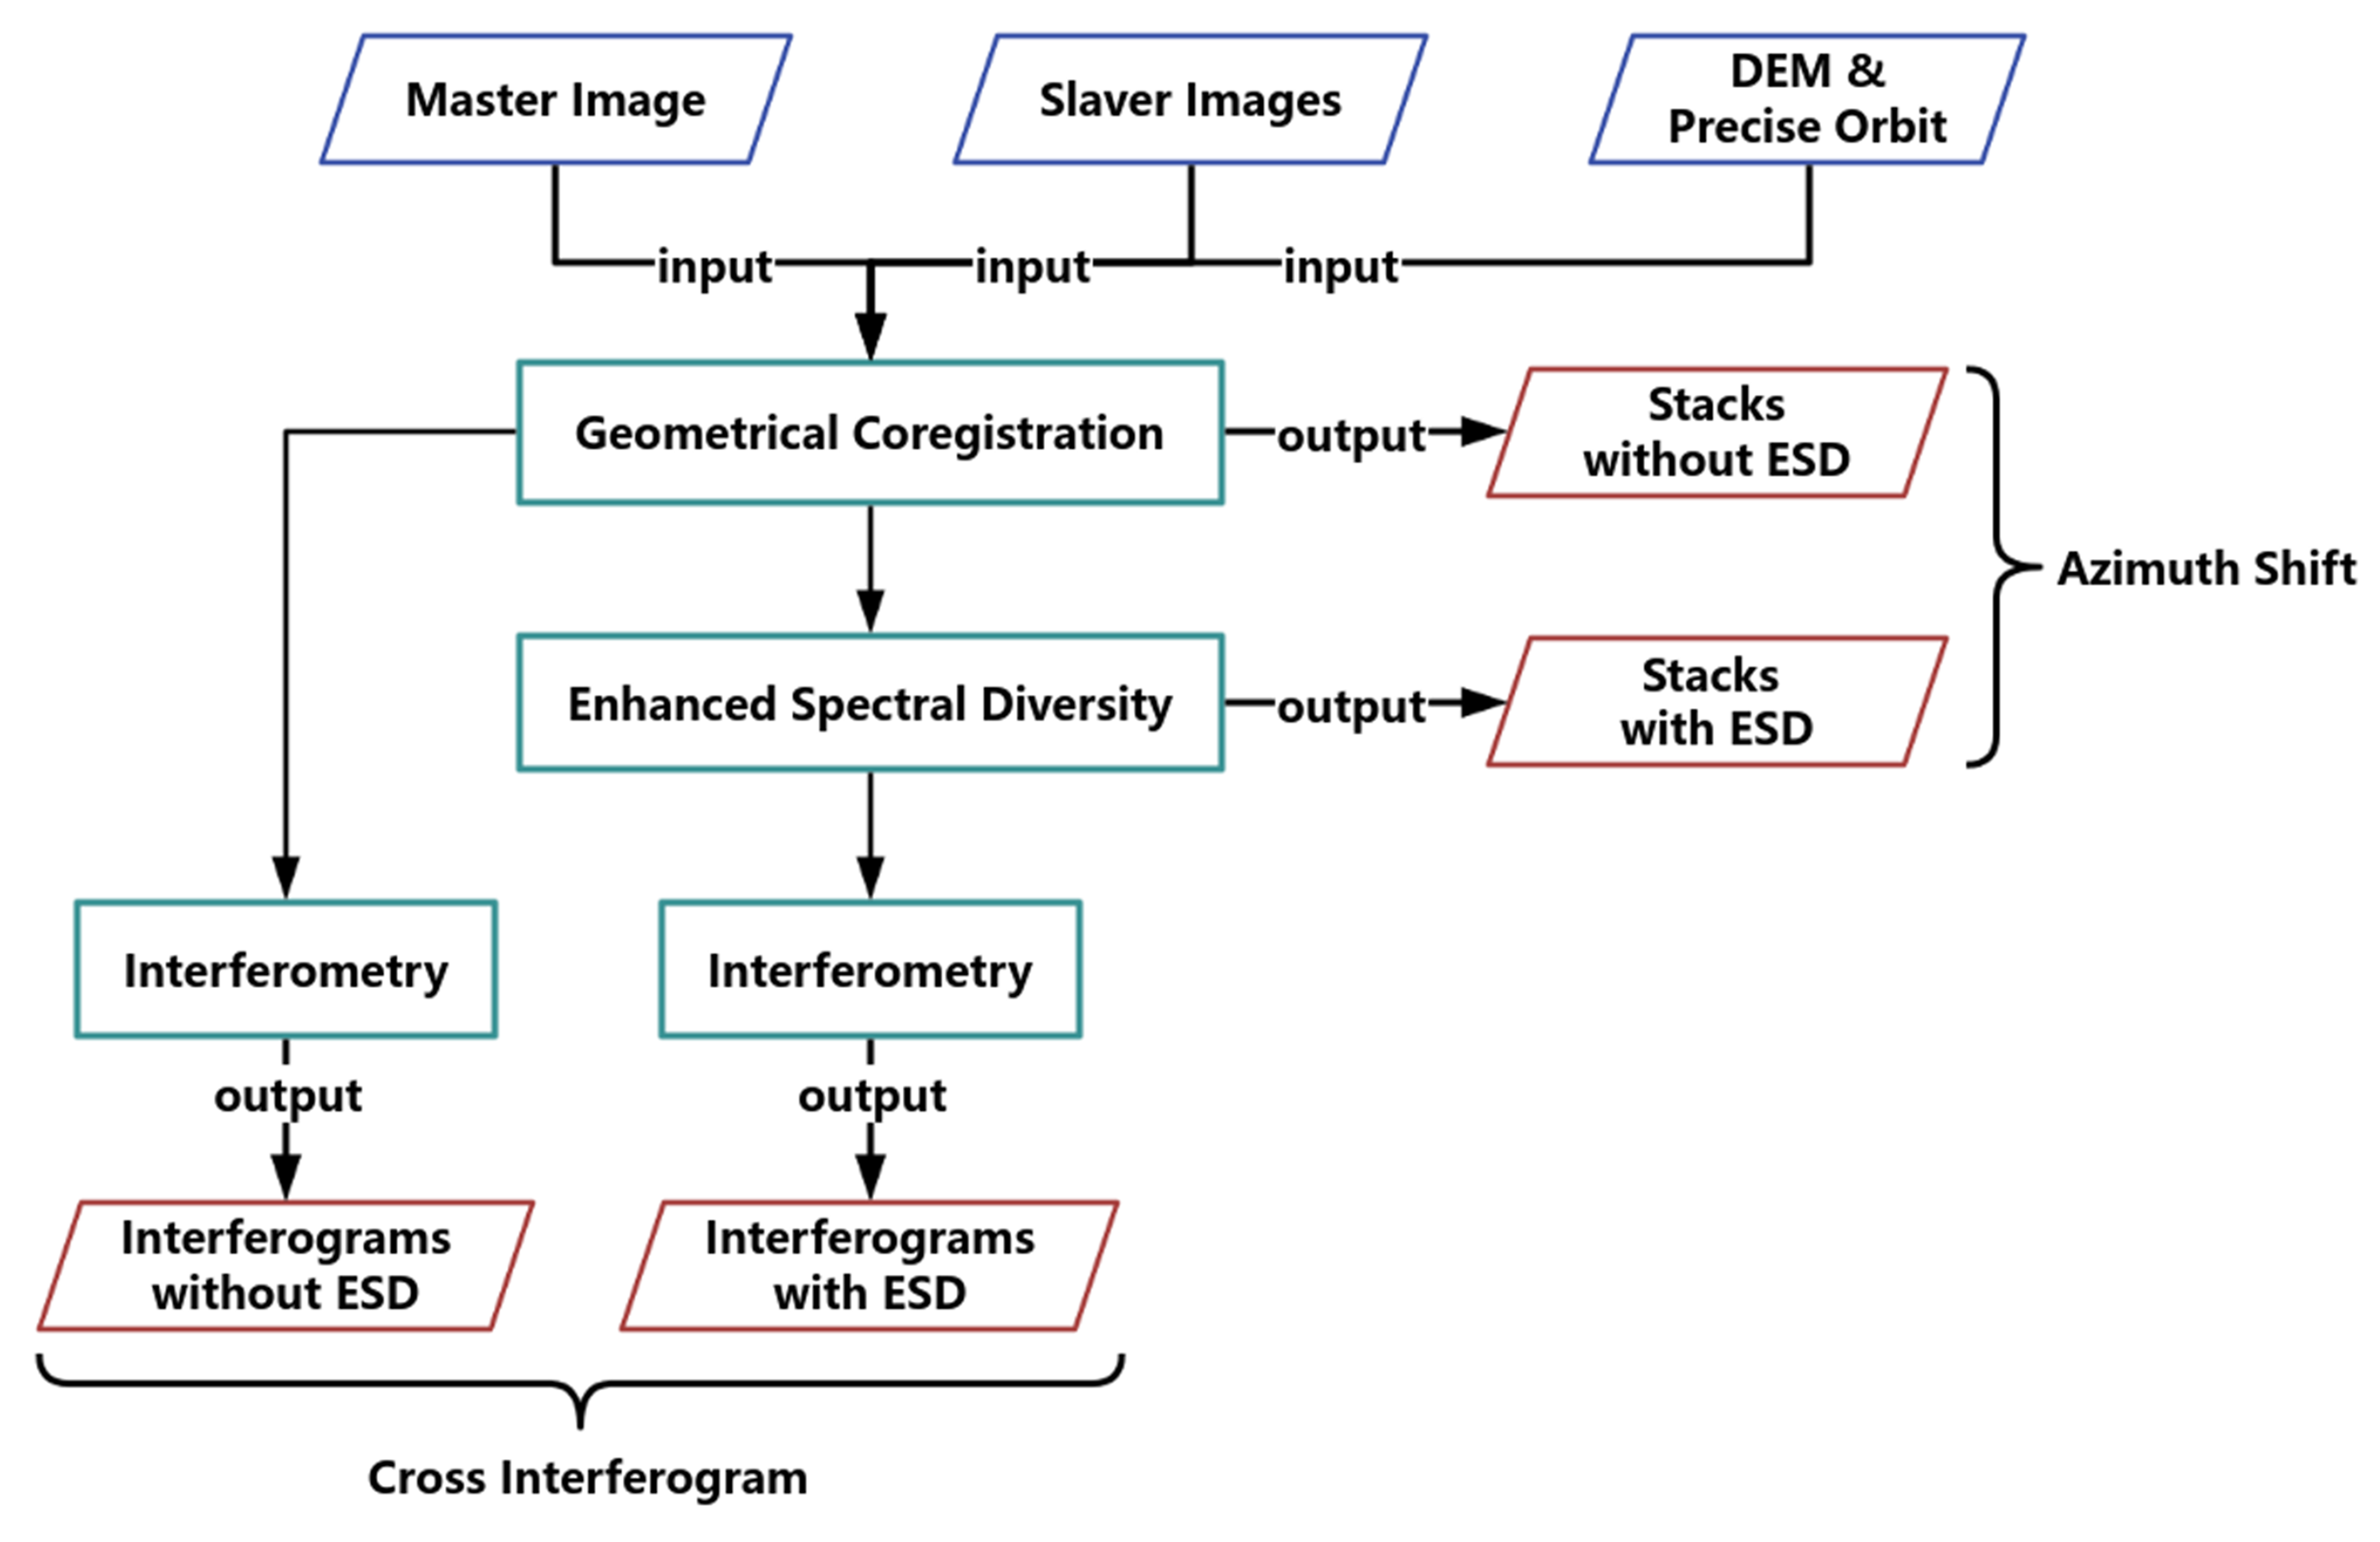 Master Image
Slaver Images
DEM &
Precise Orbit
input
input
input
Geometrical Coregistration
output
Stacks
without ESD
Azimuth Shift
Enhanced Spectral Diversity
output
Stacks
with ESD
Interferometry
Interferometry
output
output
Interferograms
without ESD
Interferograms
with ESD
Cross Interferogram